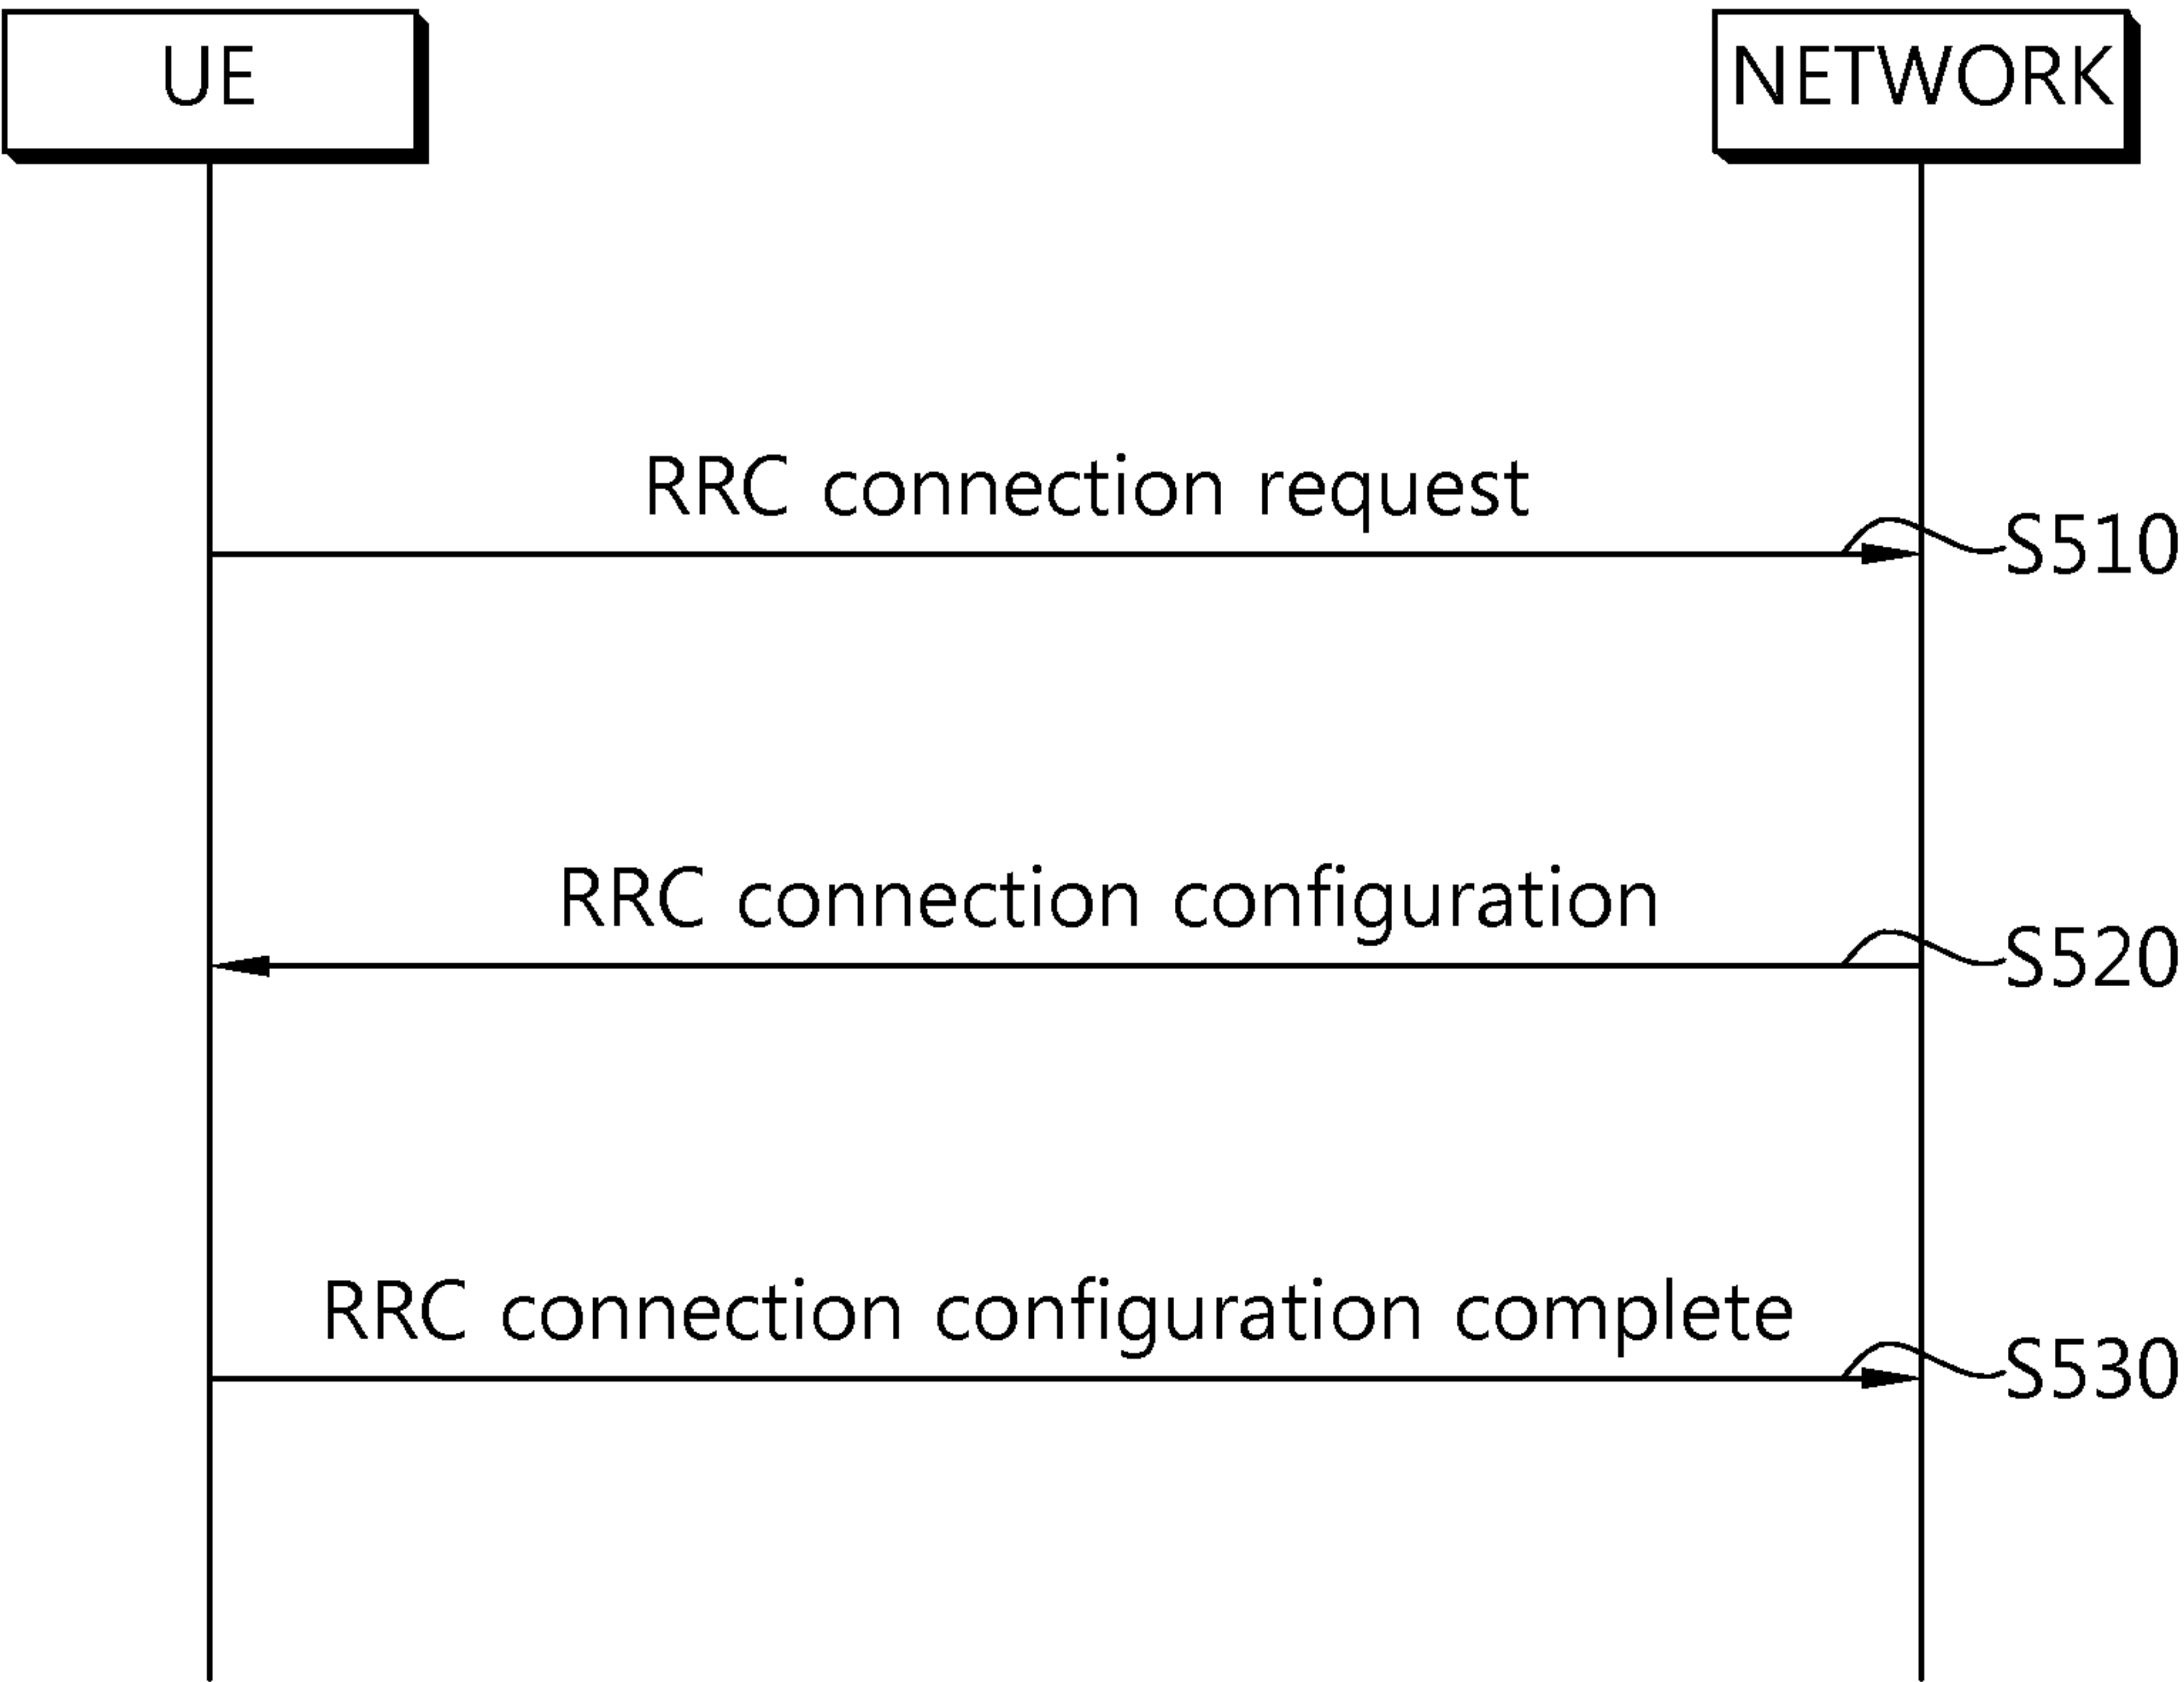 UE
NETWORK
RRC connection request
S510
RRC connection configuration
S520
RRC connection configuration complete
S530